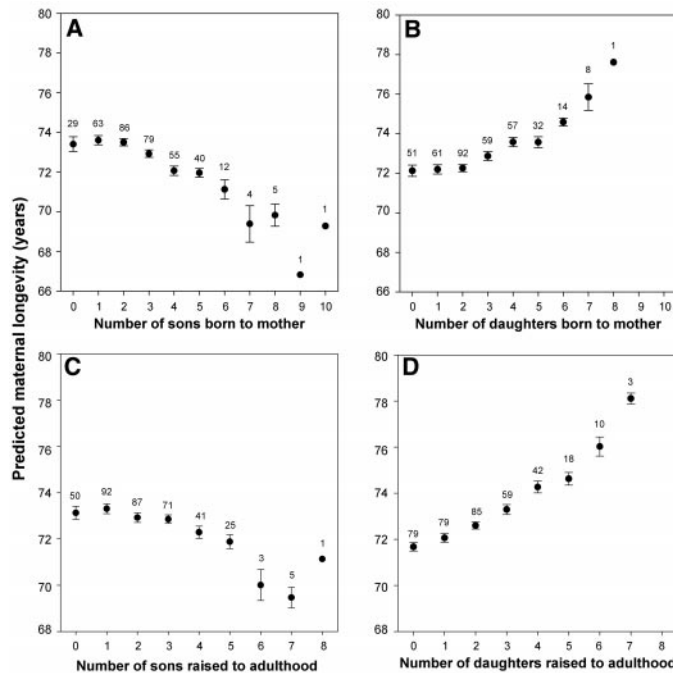 Predicted maternal longevity (years)
A
80
78
76
74
72
70
68
66
29 63 86 79 55 40 12 4 5 1 1
0 1 2 3 4 5 6 7 8 9 10
Number of sons born to mother
B
80
78
76
74
72
70
68
66
51 61 92 59 57 32 14 8 1
0 1 2 3 4 5 6 7 8 9 10
Number of daughters born to mother
C
80
78
76
74
72
70
68
50 92 87 71 41 25 3 5 1
0 1 2 3 4 5 6 7 8
Number of sons raised to adulthood
D
80
78
76
74
72
70
68
79 79 85 59 42 18 10 3
0 1 2 3 4 5 6 7 8
Number of daughters raised to adulthood